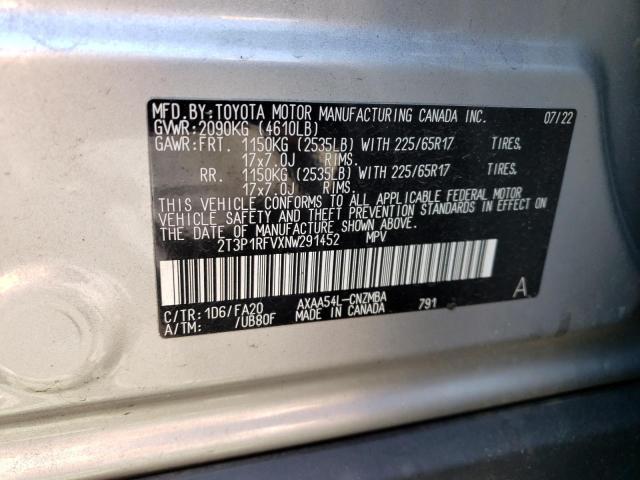 MFD.BY:TOYOTA MOTOR MANUFACTURING CANADA INC. 07/22
GVWR:2090KG (4610LB)
GAWR:FRT. 1150KG (2535LB) WITH 225/65R17 TIRES.
17x7.0J RIMS.
RR. 1150KG (2535LB) WITH 225/65R17 TIRES.
17x7.0J RIMS.
THIS VEHICLE CONFORMS TO ALL APPLICABLE FEDERAL MOTOR
VEHICLE SAFETY AND THEFT PREVENTION STANDARDS IN EFFECT ON
THE DATE OF MANUFACTURE SHOWN ABOVE.
2T3P1RFVXNW291452 MPV
C/TR: 1D6/FA20 AXAA54L-CNZMBA 791 A
A/TM: /UB80F MADE IN CANADA